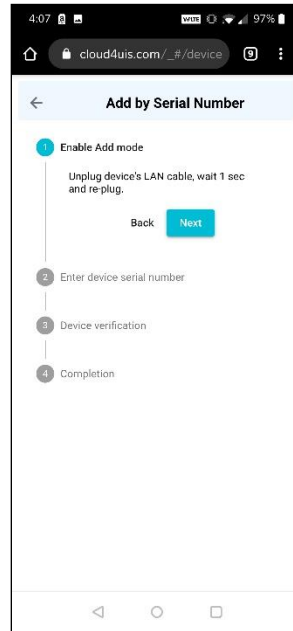 4:07 97%
cloud4uis.com/_#/device 9
Add by Serial Number
1 Enable Add mode
Unplug device's LAN cable, wait 1 sec
and re-plug.
Back Next
2 Enter device serial number
3 Device verification
4 Completion